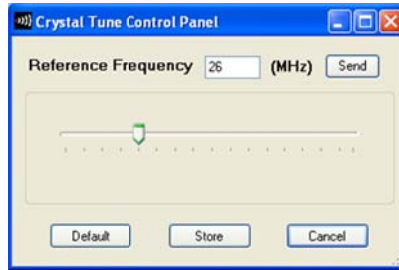 Crystal Tune Control Panel
Reference Frequency 26 (MHz) Send
Default Store Cancel